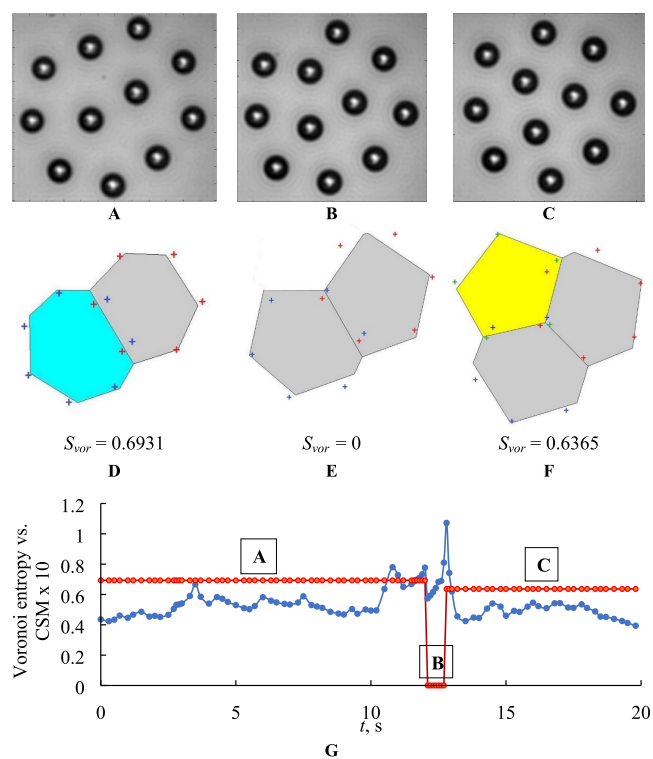 A B C
S_vor = 0.6931 S_vor = 0 S_vor = 0.6365
D E F
Voronoi entropy vs.
CSM x 10
1.2
1
0.8
0.6
0.4
0.2
0
A
B
C
0 5 10 15 20
t, s
G